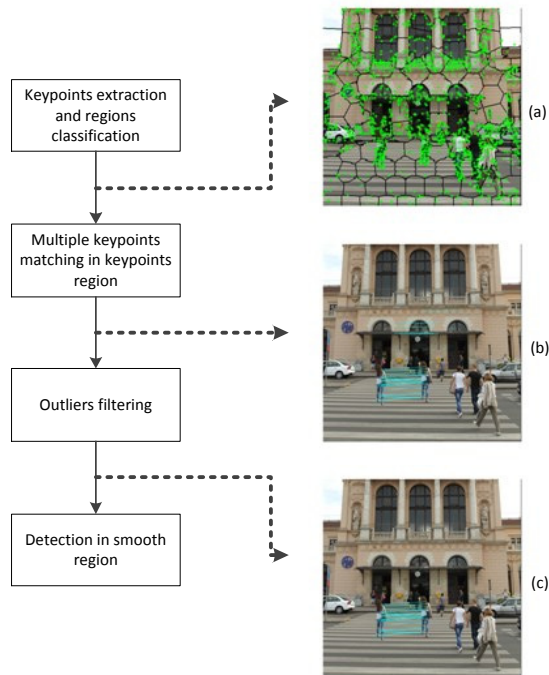 Keypoints extraction
and regions
classification
(a)
Multiple keypoints
matching in keypoints
region
(b)
Outliers filtering
Detection in smooth
region
(c)